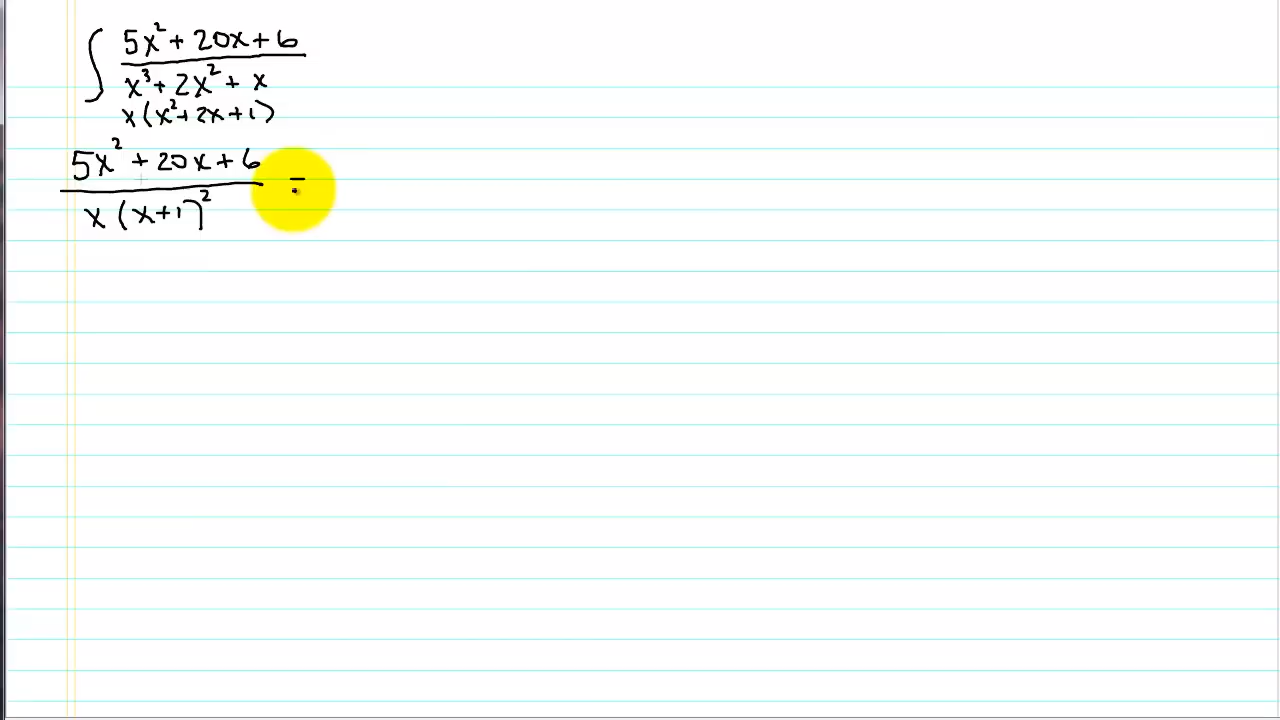 ∫ 5x² + 20x + 6
x³ + 2x² + x
x(x² + 2x + 1)
5x² + 20x + 6 =
x(x+1)²